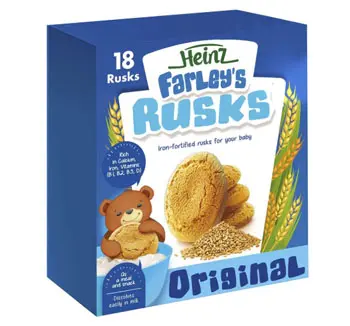 18
Rusks
Heinz
FARLEY'S
RUSKS
Iron-fortified rusks for your baby
Rich
in Calcium,
Iron, Vitamins
(B1, B2, B3, D)
As
a meal
and snack
Dissolves
easily in milk
ORIGINAL